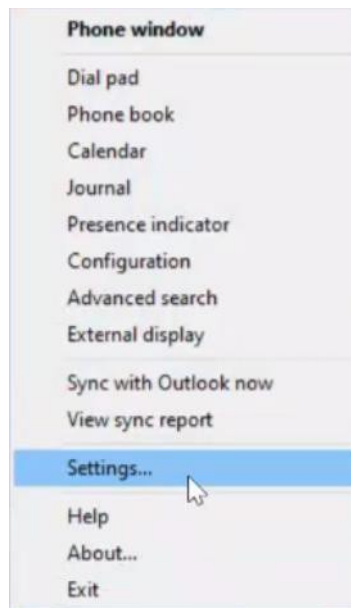 Phone window
Dial pad
Phone book
Calendar
Journal
Presence indicator
Configuration
Advanced search
External display
Sync with Outlook now
View sync report
Settings...
Help
About...
Exit